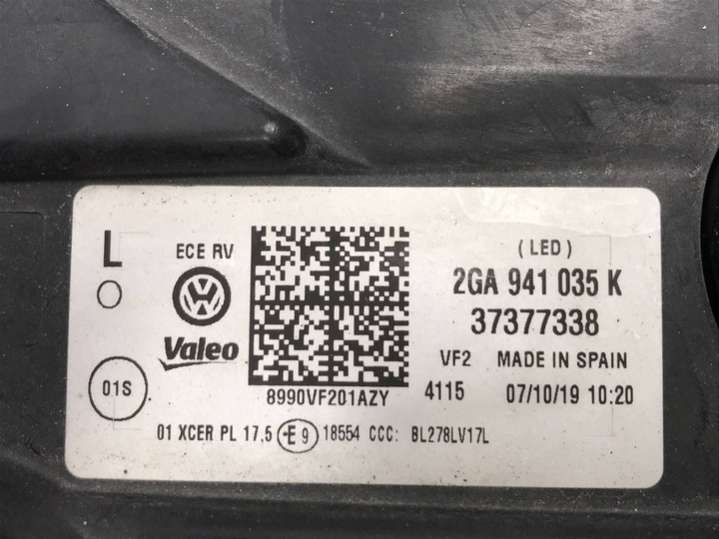 L
ECE RV
VW
Valeo
8990VF201AZY
(LED)
2GA 941 035 K
37377338
VF2 MADE IN SPAIN
4115 07/10/19 10:20
01S
01 XCER PL 17.5 E9 18554 CCC: BL278LV17L